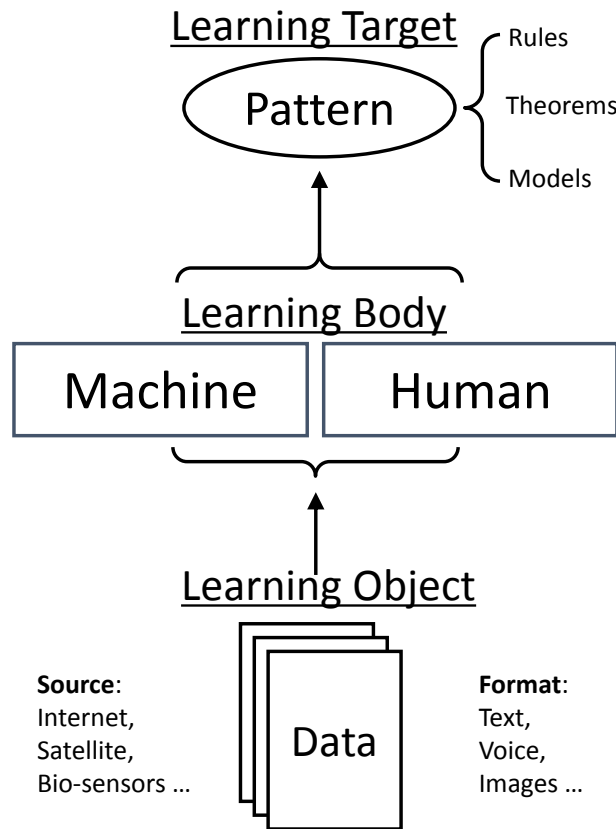 Learning Target
Pattern
Rules
Theorems
Models
Learning Body
Machine
Human
Learning Object
Source:
Internet,
Satellite,
Bio-sensors ...
Data
Format:
Text,
Voice,
Images ...